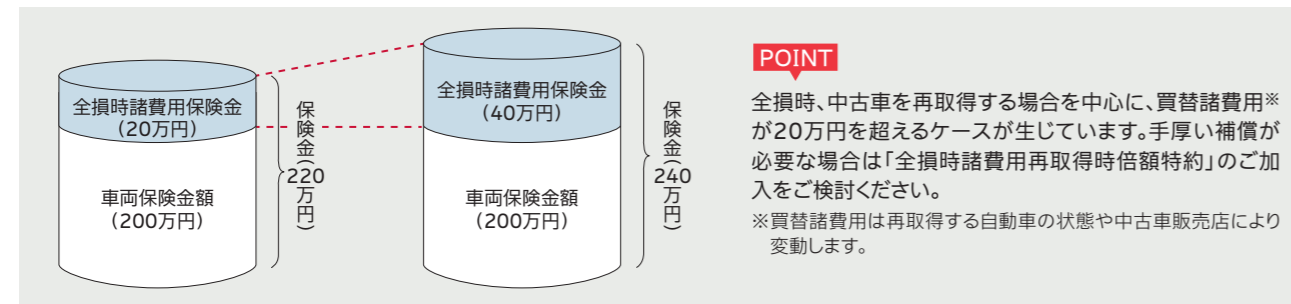 全損時諸費用保険金
(20万円)
車両保険金額
(200万円)
保険金(220万円)
全損時諸費用保険金
(40万円)
車両保険金額
(200万円)
保険金(240万円)
POINT
全損時、中古車を再取得する場合を中心に、買替諸費用※
が20万円を超えるケースが生じています。手厚い補償が
必要な場合は「全損時諸費用再取得時倍額特約」のご加
入をご検討ください。
※買替諸費用は再取得する自動車の状態や中古車販売店により
変動します。